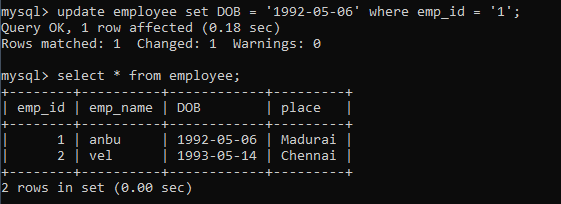 mysql> update employee set DOB = '1992-05-06' where emp_id = '1';
Query OK, 1 row affected (0.18 sec)
Rows matched: 1  Changed: 1  Warnings: 0

mysql> select * from employee;
+--------+----------+------------+---------+
| emp_id | emp_name | DOB        | place   |
+--------+----------+------------+---------+
|      1 | anbu     | 1992-05-06 | Madurai |
|      2 | vel      | 1993-05-14 | Chennai |
+--------+----------+------------+---------+
2 rows in set (0.00 sec)